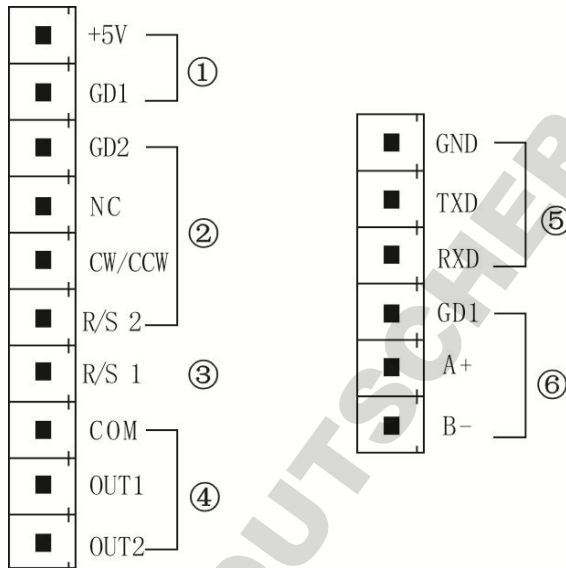 +5V
GD1
①
GD2
NC
②
CW/CCW
R/S 2
R/S 1
③
COM
OUT1
④
OUT2
GND
TXD
⑤
RXD
GD1
A+
⑥
B-
OUTSCHER